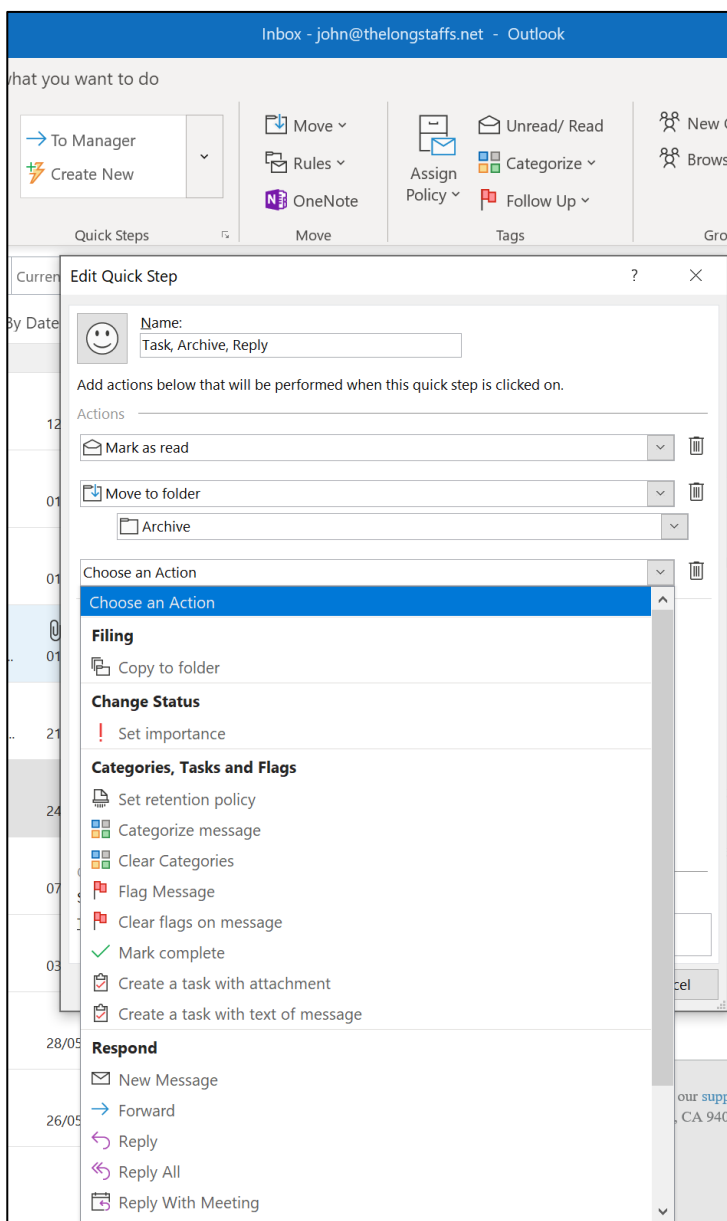 Inbox - john@thelongstaffs.net - Outlook
what you want to do
To Manager
Create New
Quick Steps
Move
Rules
OneNote
Move
Assign
Policy
Unread/ Read
Categorize
Follow Up
Tags
New
Brows
Gro
Curren
By Date
12
01
01
01
..
21
..
24
07
03
28/05
26/05
Edit Quick Step
?
Name:
Task, Archive, Reply
Add actions below that will be performed when this quick step is clicked on.
Actions
Mark as read
Move to folder
Archive
Choose an Action
Choose an Action
Filing
Copy to folder
Change Status
Set importance
Categories, Tasks and Flags
Set retention policy
Categorize message
Clear Categories
Flag Message
Clear flags on message
Mark complete
Create a task with attachment
Create a task with text of message
Respond
New Message
Forward
Reply
Reply All
Reply With Meeting
cel
our supp
, CA 940